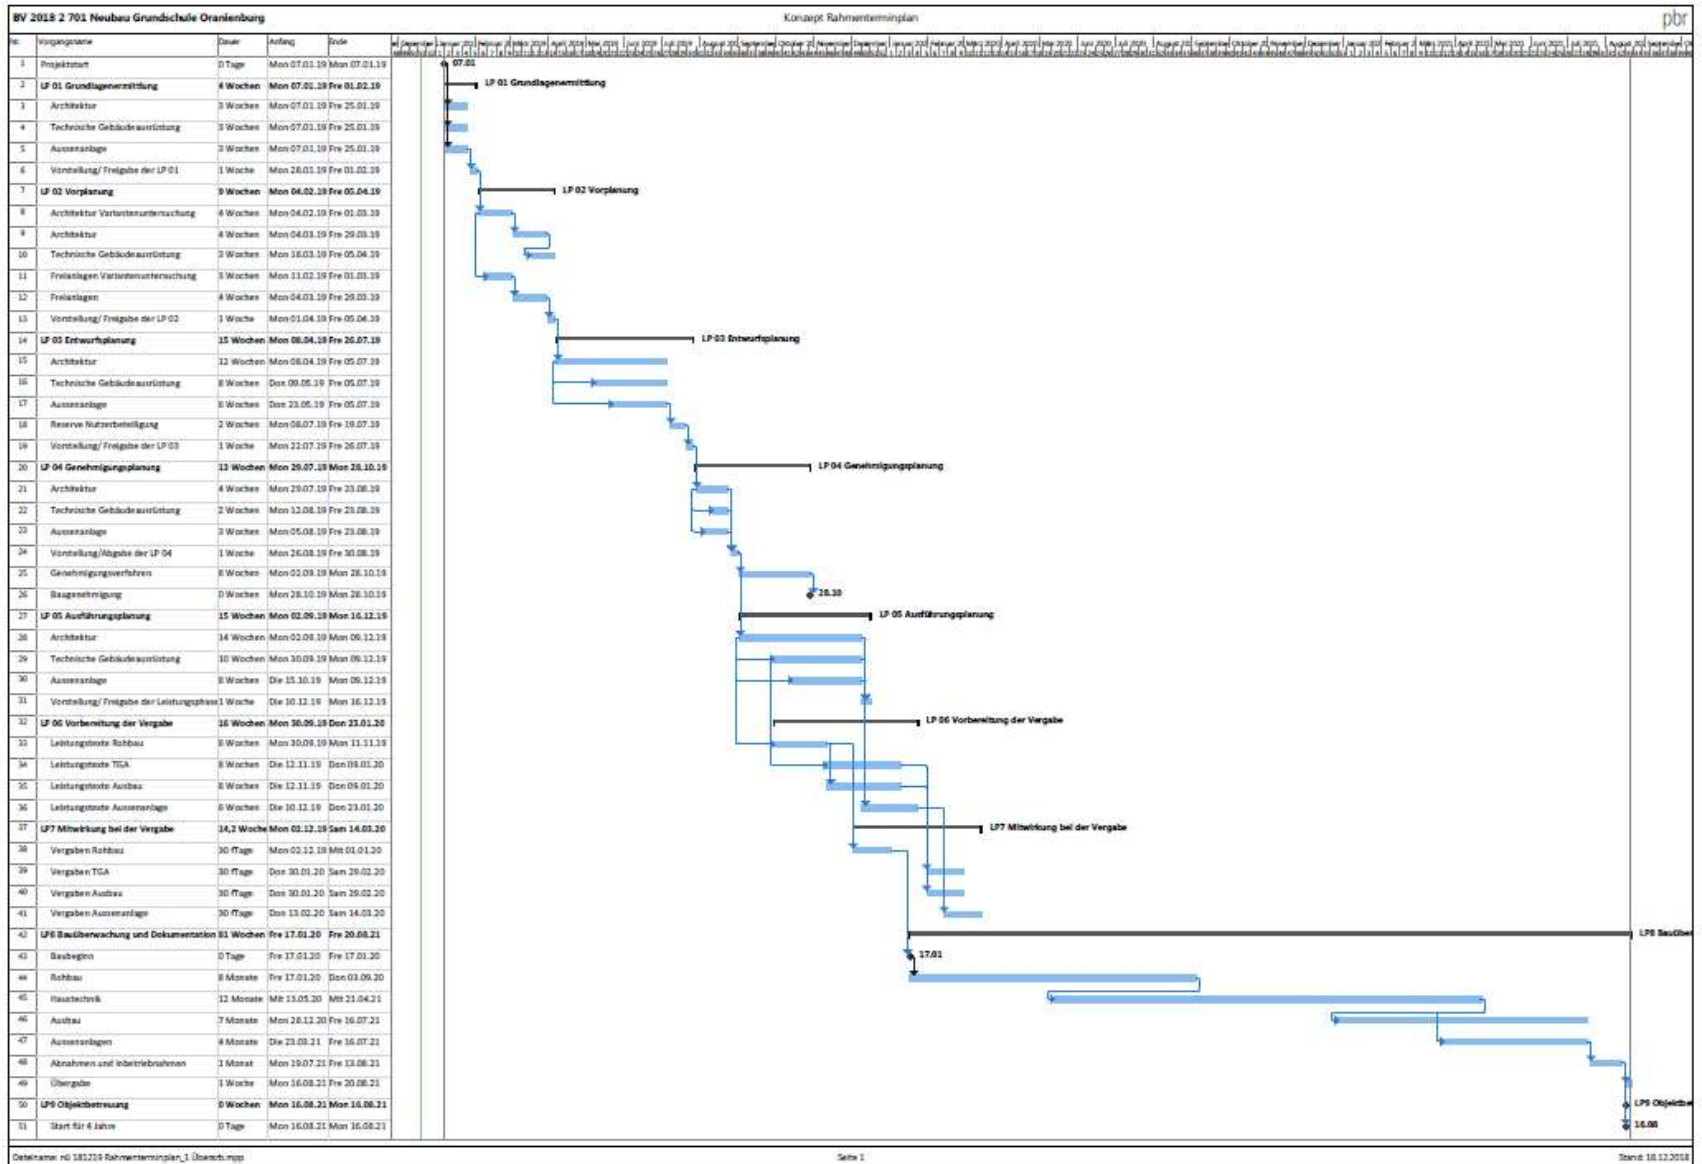 BV 2018 2 701 Neubau Grundschule Oranienburg Konzept Rahmenterminplan pbr
Nr. Vorgangsname Dauer Anfang Ende
1 Projektstart 0 Tage Mon 07.01.19 Mon 07.01.19 07.01
2 LP 01 Grundlagenermittlung 4 Wochen Mon 07.01.19 Fre 01.02.19 LP 01 Grundlagenermittlung
3 Architektur 3 Wochen Mon 07.01.19 Fre 25.01.19
4 Technische Gebäudeausrüstung 3 Wochen Mon 07.01.19 Fre 25.01.19
5 Aussenanlage 3 Wochen Mon 07.01.19 Fre 25.01.19
6 Vorstellung/ Freigabe der LP 01 1 Woche Mon 28.01.19 Fre 01.02.19
7 LP 02 Vorplanung 9 Wochen Mon 04.02.19 Fre 05.04.19 LP 02 Vorplanung
8 Architektur Variantenuntersuchung 4 Wochen Mon 04.02.19 Fre 01.03.19
9 Architektur 4 Wochen Mon 04.03.19 Fre 29.03.19
10 Technische Gebäudeausrüstung 3 Wochen Mon 18.03.19 Fre 05.04.19
11 Freianlagen Variantenuntersuchung 3 Wochen Mon 11.02.19 Fre 01.03.19
12 Freianlagen 4 Wochen Mon 04.03.19 Fre 29.03.19
13 Vorstellung/ Freigabe der LP 02 1 Woche Mon 01.04.19 Fre 05.04.19
14 LP 03 Entwurfsplanung 15 Wochen Mon 08.04.19 Fre 26.07.19 LP 03 Entwurfsplanung
15 Architektur 12 Wochen Mon 08.04.19 Fre 05.07.19
16 Technische Gebäudeausrüstung 8 Wochen Don 09.05.19 Fre 05.07.19
17 Aussenanlage 6 Wochen Don 23.05.19 Fre 05.07.19
18 Reserve Nutzerbeteiligung 2 Wochen Mon 08.07.19 Fre 19.07.19
19 Vorstellung/ Freigabe der LP 03 1 Woche Mon 22.07.19 Fre 26.07.19
20 LP 04 Genehmigungsplanung 13 Wochen Mon 29.07.19 Mon 28.10.19 LP 04 Genehmigungsplanung
21 Architektur 4 Wochen Mon 29.07.19 Fre 23.08.19
22 Technische Gebäudeausrüstung 2 Wochen Mon 12.08.19 Fre 23.08.19
23 Aussenanlage 3 Wochen Mon 05.08.19 Fre 23.08.19
24 Vorstellung/Abgabe der LP 04 1 Woche Mon 26.08.19 Fre 30.08.19
25 Genehmigungsverfahren 8 Wochen Mon 02.09.19 Mon 28.10.19
26 Baugenehmigung 0 Wochen Mon 28.10.19 Mon 28.10.19 28.10
27 LP 05 Ausführungsplanung 15 Wochen Mon 02.09.19 Mon 16.12.19 LP 05 Ausführungsplanung
28 Architektur 14 Wochen Mon 02.09.19 Mon 09.12.19
29 Technische Gebäudeausrüstung 10 Wochen Mon 30.09.19 Mon 09.12.19
30 Aussenanlage 8 Wochen Die 15.10.19 Mon 09.12.19
31 Vorstellung/ Freigabe der Leistungsphase 1 Woche Die 10.12.19 Mon 16.12.19
32 LP 06 Vorbereitung der Vergabe 16 Wochen Mon 30.09.19 Don 23.01.20 LP 06 Vorbereitung der Vergabe
33 Leistungstexte Rohbau 6 Wochen Mon 30.09.19 Mon 11.11.19
34 Leistungstexte TGA 8 Wochen Die 12.11.19 Don 09.01.20
35 Leistungstexte Ausbau 8 Wochen Die 12.11.19 Don 09.01.20
36 Leistungstexte Aussenanlage 6 Wochen Die 10.12.19 Don 23.01.20
37 LP7 Mitwirkung bei der Vergabe 14,2 Woche Mon 02.12.19 Sam 14.03.20 LP7 Mitwirkung bei der Vergabe
38 Vergaben Rohbau 30 fTage Mon 02.12.19 Mit 01.01.20
39 Vergaben TGA 30 fTage Don 30.01.20 Sam 29.02.20
40 Vergaben Ausbau 30 fTage Don 30.01.20 Sam 29.02.20
41 Vergaben Aussenanlage 30 fTage Don 13.02.20 Sam 14.03.20
42 LP8 Bauüberwachung und Dokumentation 81 Wochen Fre 17.01.20 Fre 20.08.21 LP8 Bauüber
43 Baubeginn 0 Tage Fre 17.01.20 Fre 17.01.20 17.01
44 Rohbau 8 Monate Fre 17.01.20 Don 03.09.20
45 Haustechnik 12 Monate Mit 13.05.20 Mit 21.04.21
46 Ausbau 7 Monate Mon 28.12.20 Fre 16.07.21
47 Aussenanlagen 4 Monate Die 23.03.21 Fre 16.07.21
48 Abnahmen und Inbetriebnahmen 1 Monat Mon 19.07.21 Fre 13.08.21
49 Übergabe 1 Woche Mon 16.08.21 Fre 20.08.21
50 LP9 Objektbetreuung 0 Wochen Mon 16.08.21 Mon 16.08.21 LP9 Objektbe
51 Start für 4 Jahre 0 Tage Mon 16.08.21 Mon 16.08.21 16.08
Dateiname: nü 181219 Rahmenterminplan_1 Übersch.mpp Seite 1 Stand: 18.12.2018